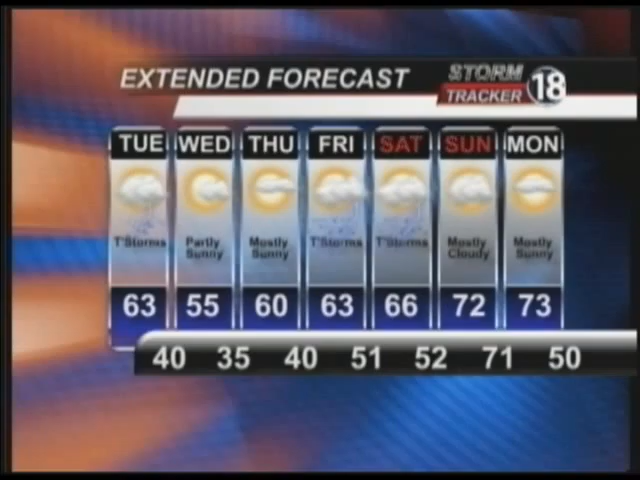 EXTENDED FORECAST
STORM
TRACKER 18
TUE WED THU FRI SAT SUN MON
T'Storms Partly Sunny Mostly Sunny T'Storms T'Storms Mostly Cloudy Mostly Sunny
63 55 60 63 66 72 73
40 35 40 51 52 71 50